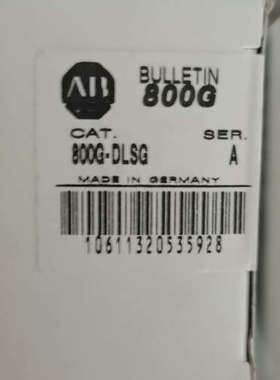 AB
BULLETIN
800G
CAT. SER.
800G-DLSG A
MADE IN GERMANY
10611320535928